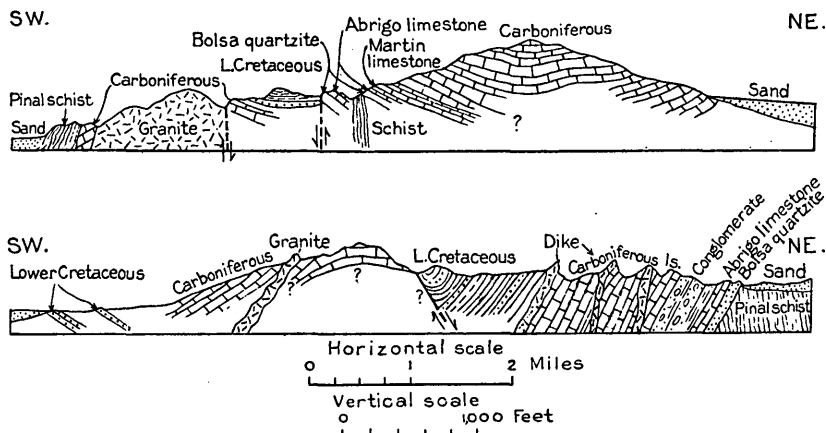 SW.
NE.
Bolsa quartzite
Abrigo limestone
Carboniferous
L.Cretaceous
Martin
limestone
Carboniferous
Pinal schist
Sand
Sand
Granite
Schist
?
SW.
NE.
Conglomerate
Abrigo limestone
Bolsa quartzite
Granite
Dike
L.Cretaceous
Carboniferous ls.
Carboniferous
Lower Cretaceous
Sand
Pinal schist
?
?
?
Horizontal scale
0 1 2 Miles
Vertical scale
0 1,000 Feet